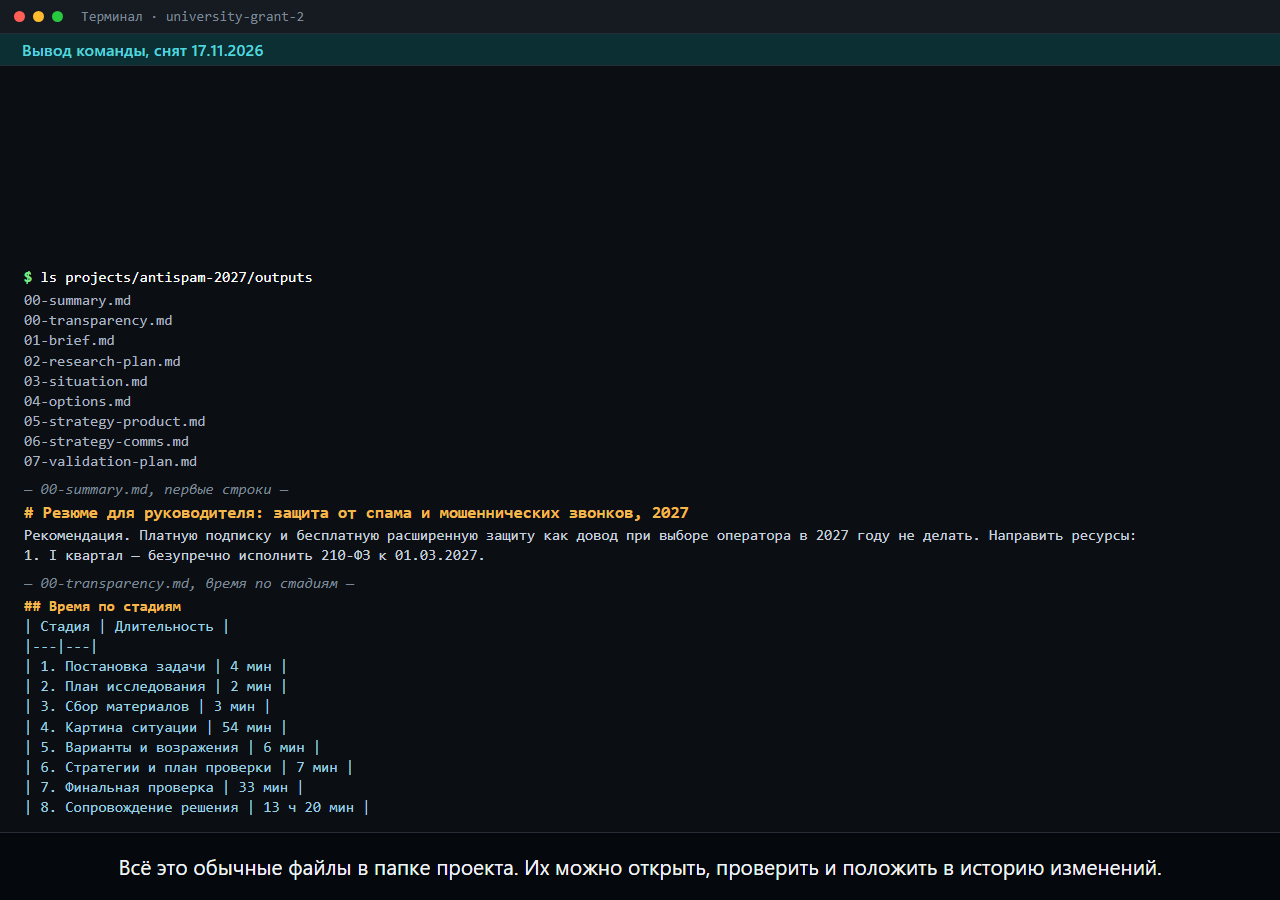 Терминал · university-grant-2
Вывод команды, снят 17.11.2026
$ ls projects/antispam-2027/outputs
00-summary.md
00-transparency.md
01-brief.md
02-research-plan.md
03-situation.md
04-options.md
05-strategy-product.md
06-strategy-comms.md
07-validation-plan.md
— 00-summary.md, первые строки —
# Резюме для руководителя: защита от спама и мошеннических звонков, 2027
Рекомендация. Платную подписку и бесплатную расширенную защиту как довод при выборе оператора в 2027 году не делать. Направить ресурсы:
1. I квартал — безупречно исполнить 210-ФЗ к 01.03.2027.
— 00-transparency.md, время по стадиям —
## Время по стадиям
| Стадия | Длительность |
|---|---|
| 1. Постановка задачи | 4 мин |
| 2. План исследования | 2 мин |
| 3. Сбор материалов | 3 мин |
| 4. Картина ситуации | 54 мин |
| 5. Варианты и возражения | 6 мин |
| 6. Стратегии и план проверки | 7 мин |
| 7. Финальная проверка | 33 мин |
| 8. Сопровождение решения | 13 ч 20 мин |
Всё это обычные файлы в папке проекта. Их можно открыть, проверить и положить в историю изменений.